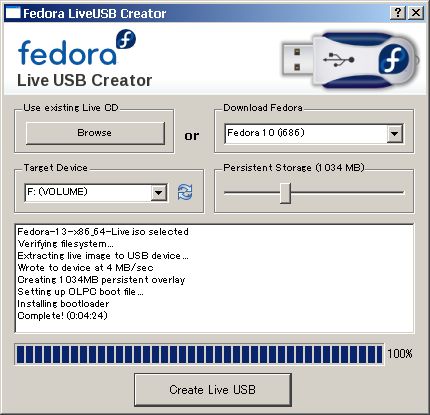 Fedora LiveUSB Creator
fedora
Live USB Creator
Use existing Live CD
Browse
or
Download Fedora
Fedora 10 (i686)
Target Device
F: (VOLUME)
Persistent Storage (1034 MB)
Fedora-13-x86_64-Live.iso selected
Verifying filesystem...
Extracting live image to USB device...
Wrote to device at 4 MB/sec
Creating 1034MB persistent overlay
Setting up OLPC boot file...
Installing bootloader
Complete! (0:04:24)
100%
Create Live USB